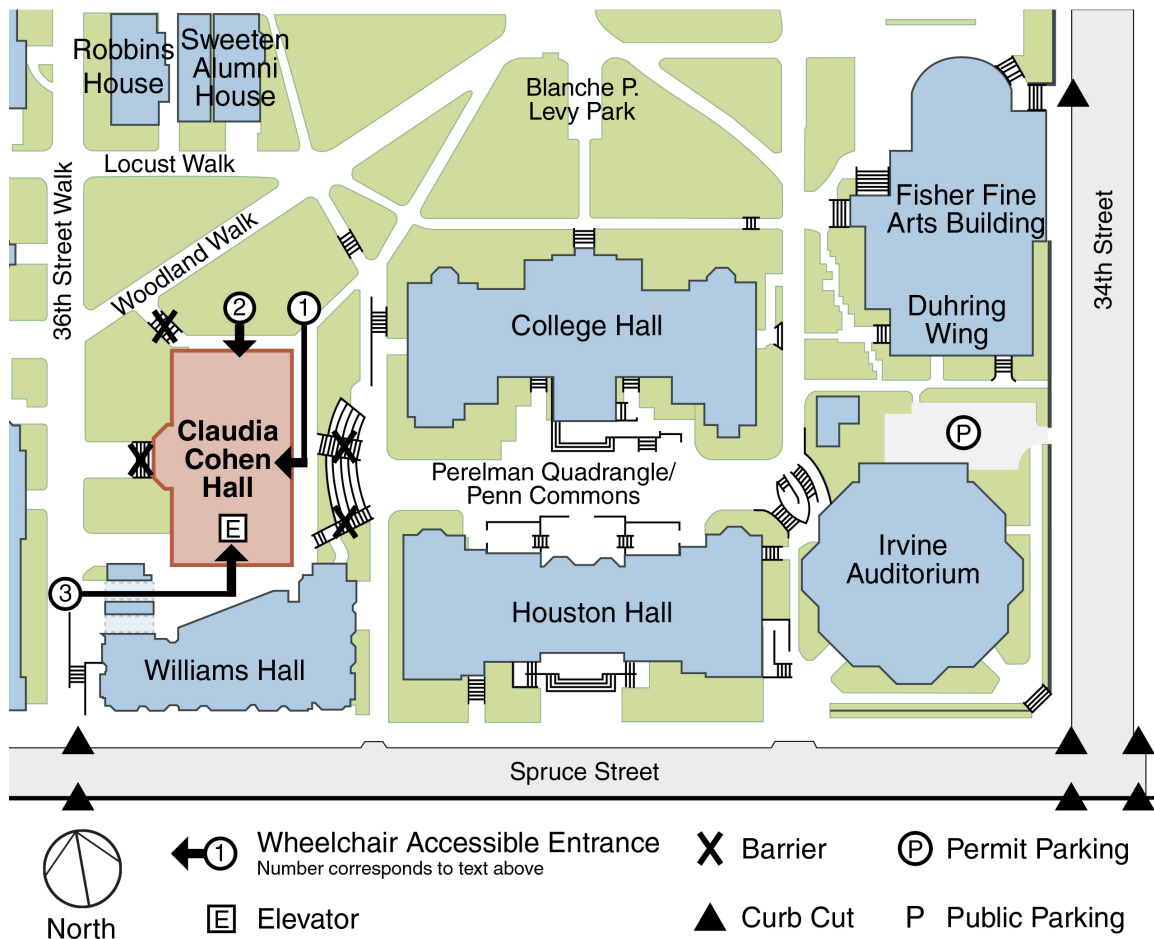 Robbins
House
Sweeten
Alumni
House
Blanche P.
Levy Park
Locust Walk
36th Street Walk
Woodland Walk
Fisher Fine
Arts Building
34th Street
2
1
College Hall
Duhring
Wing
Claudia
Cohen
Hall
P
Perelman Quadrangle/
Penn Commons
E
Irvine
Auditorium
3
Houston Hall
Williams Hall
Spruce Street
1
Wheelchair Accessible Entrance
Number corresponds to text above
Barrier
P
Permit Parking
North
E
Elevator
Curb Cut
P
Public Parking